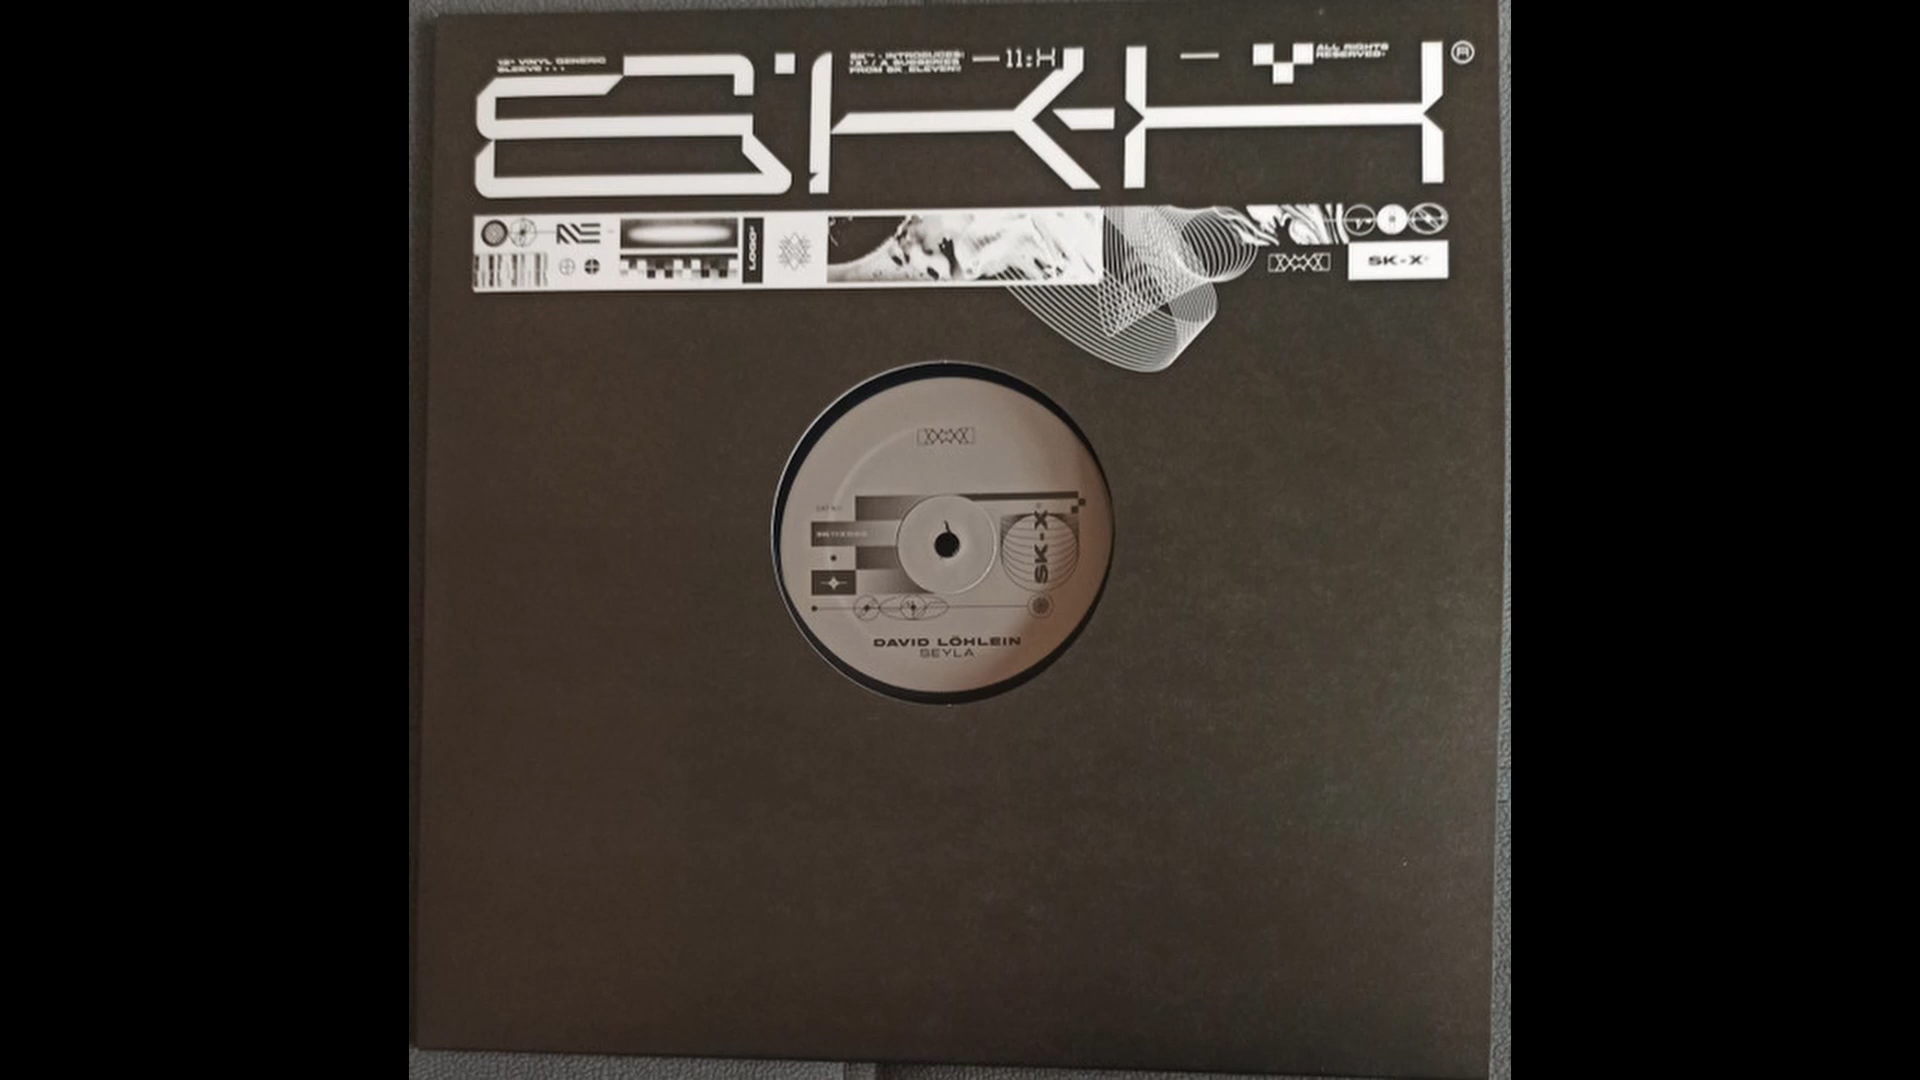 12" VINYL GENERIC
SLEEVE
SK™ - INTRODUCES:
"X" / A SUBSERIES
FROM SK_ELEVEN®
11:X
ALL RIGHTS
RESERVED.
SK-X
LOGO
SK-X
CAT N.O
SK-X
DAVID LÖHLEIN
SEYLA